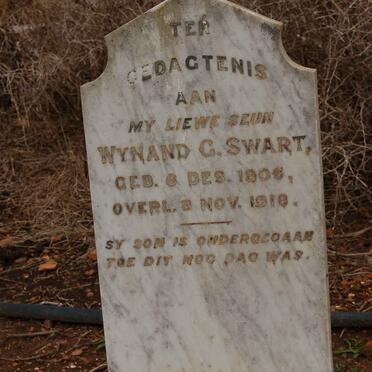 TER
GEDACTENIS
AAN
MY LIEWE SEUN
WYNAND G. SWART,
GEB. 6 DES. 1906,
OVERL. 8 NOV. 1918.
SY SON IS ONDERGEGAAN
TOE DIT NOG DAG WAS.